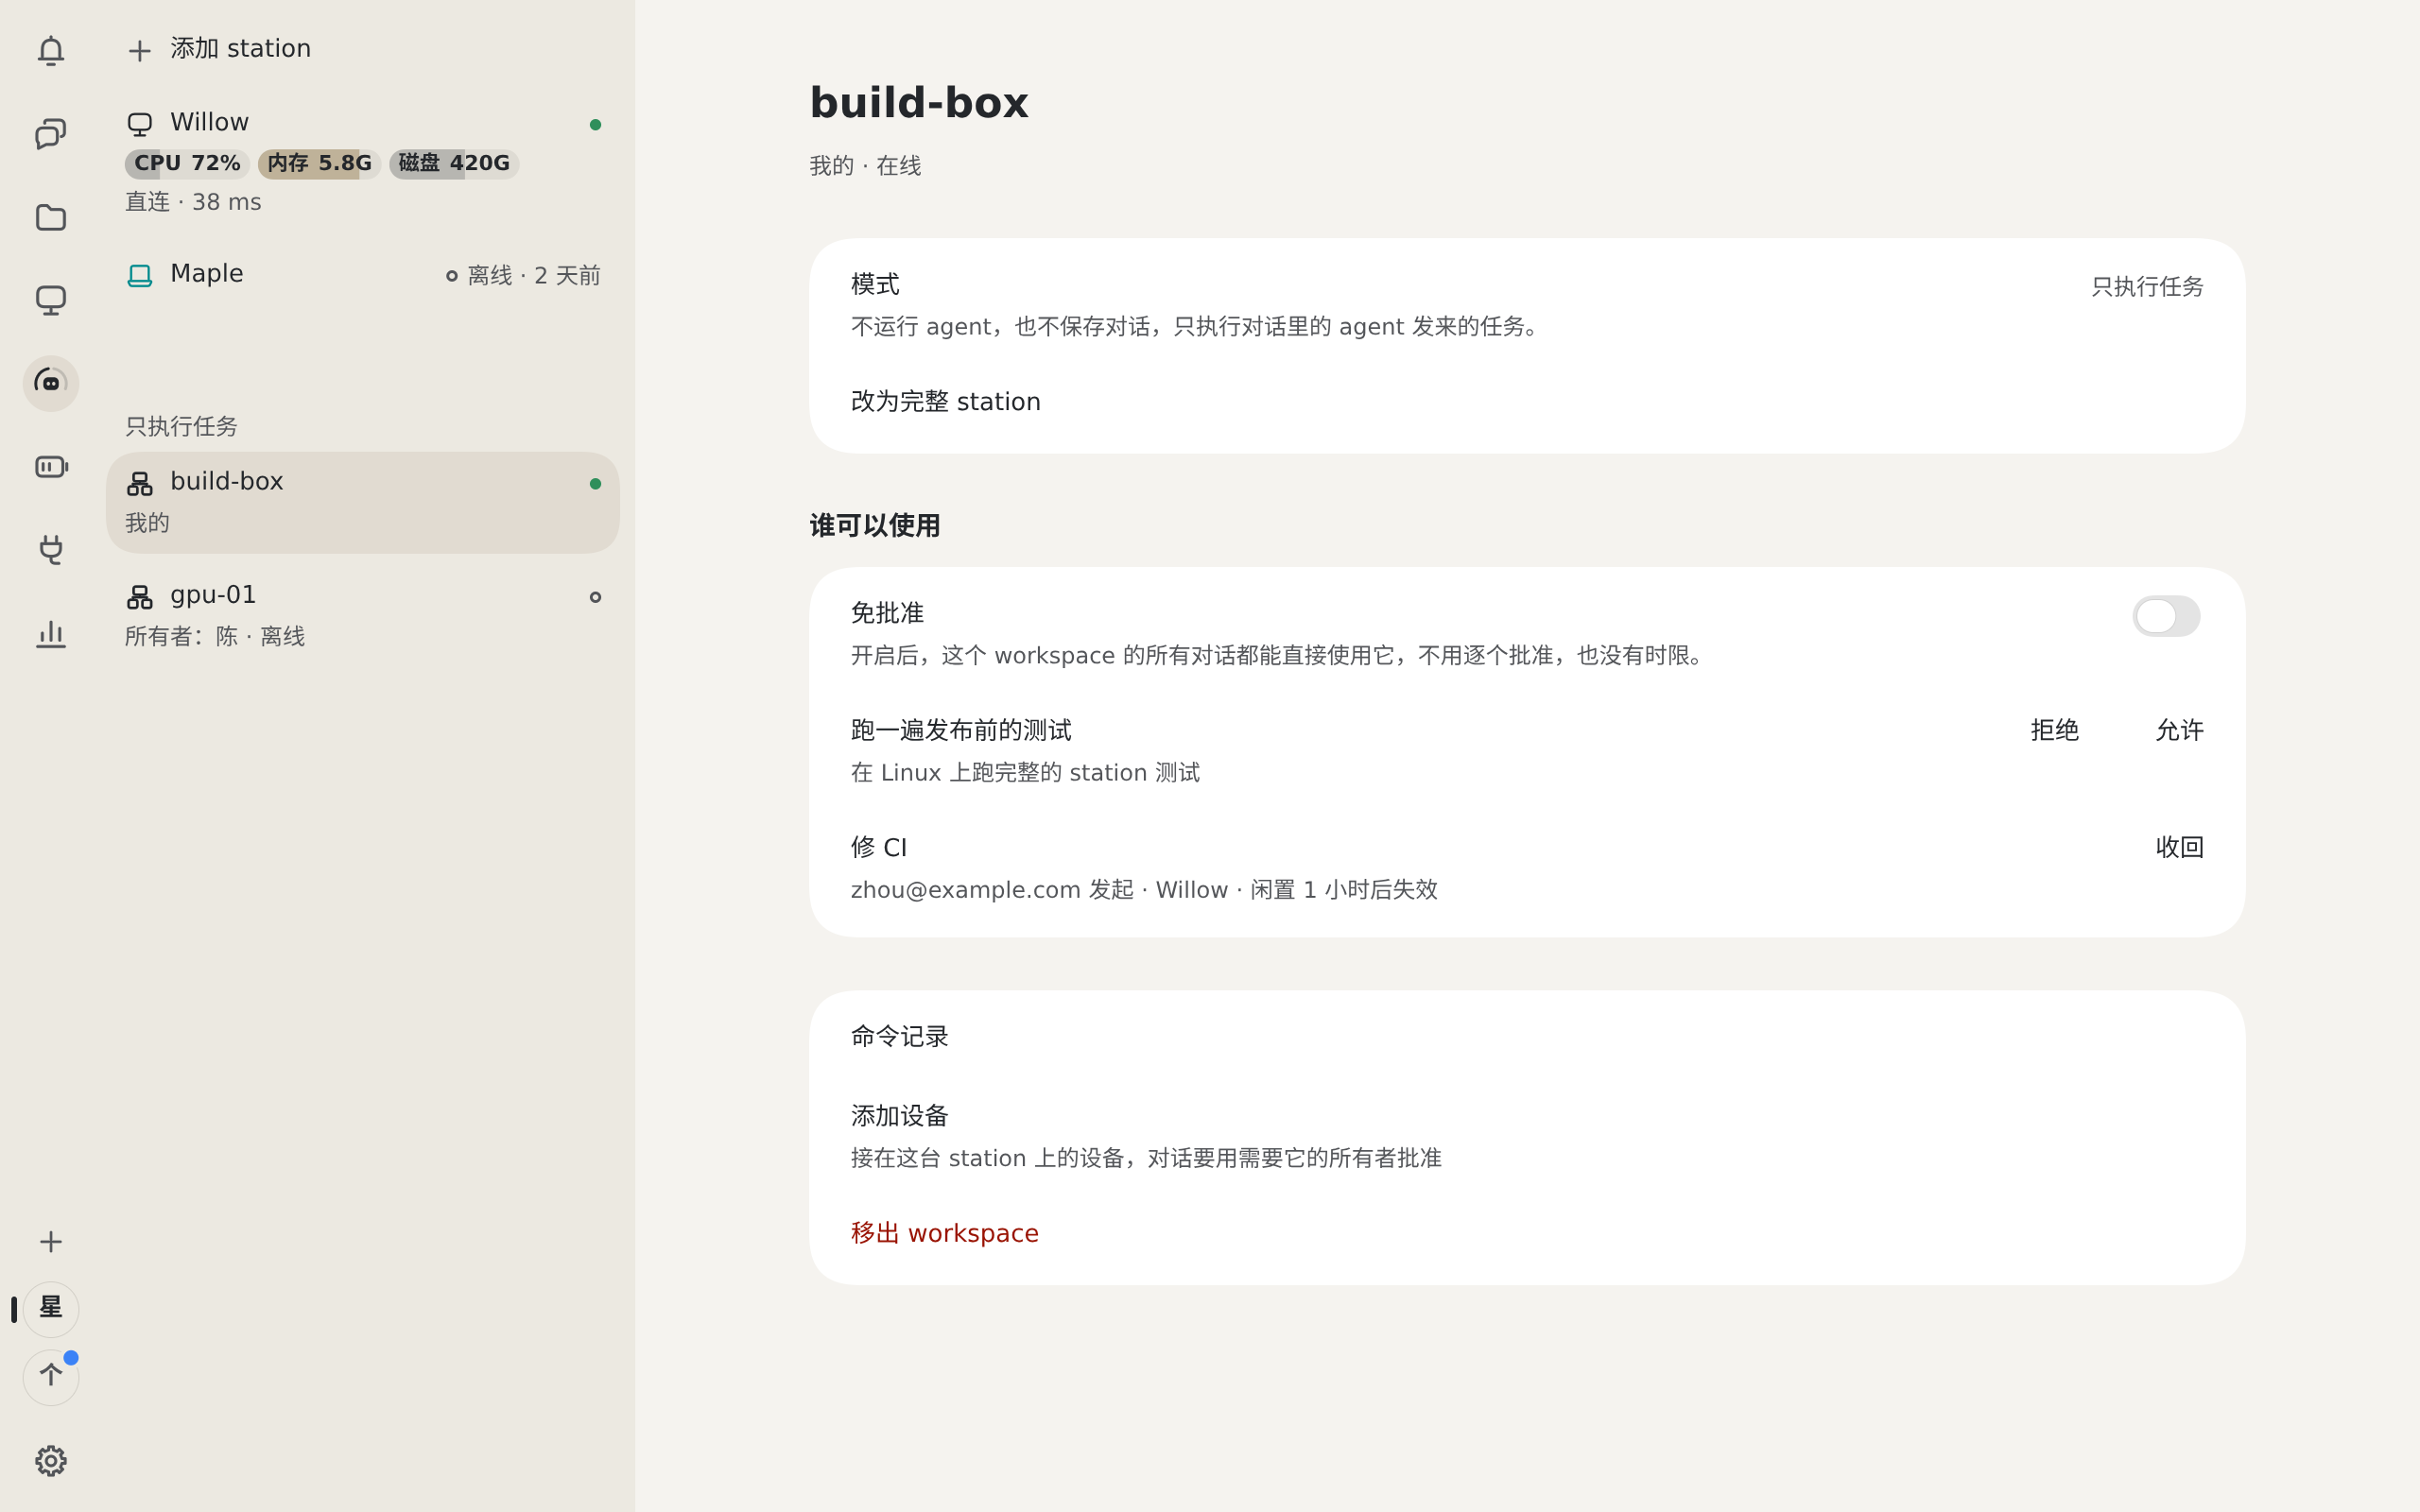 添加 station
Willow
CPU 72% 内存 5.8G 磁盘 420G
直连 · 38 ms
Maple 离线 · 2 天前
只执行任务
build-box
我的
gpu-01
所有者：陈 · 离线
星
个
build-box
我的 · 在线
模式 只执行任务
不运行 agent，也不保存对话，只执行对话里的 agent 发来的任务。
改为完整 station
谁可以使用
免批准
开启后，这个 workspace 的所有对话都能直接使用它，不用逐个批准，也没有时限。
跑一遍发布前的测试 拒绝 允许
在 Linux 上跑完整的 station 测试
修 CI 收回
zhou@example.com 发起 · Willow · 闲置 1 小时后失效
命令记录
添加设备
接在这台 station 上的设备，对话要用需要它的所有者批准
移出 workspace